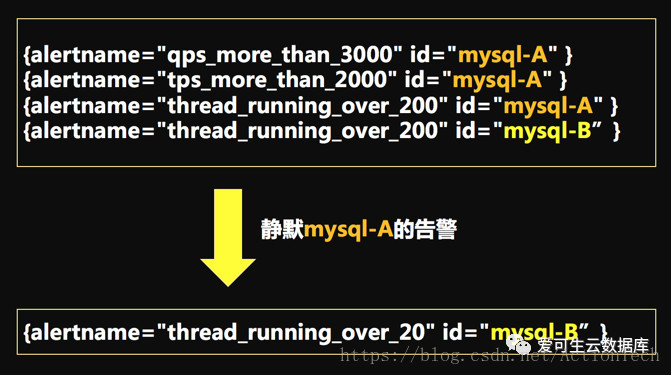 {alertname="qps_more_than_3000" id="mysql-A" }
{alertname="tps_more_than_2000" id="mysql-A" }
{alertname="thread_running_over_200" id="mysql-A" }
{alertname="thread_running_over_200" id="mysql-B” }
静默mysql-A的告警
{alertname="thread_running_over_20" id="mysql-B” }
爱可生云数据库
https://blog.csdn.net/ActionTech